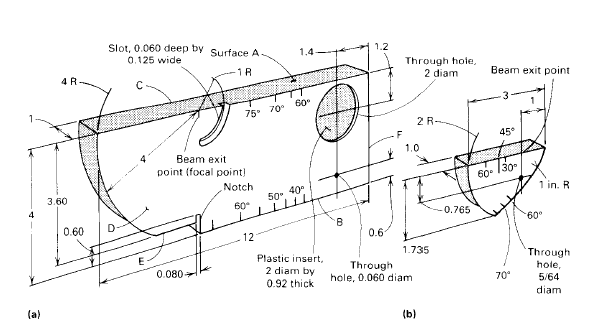 Slot, 0.060 deep by
0.125 wide
Surface A
1.4
1.2
4 R
C
1 R
Through hole,
2 diam
Beam exit point
1
75°
70°
60°
3
1
4
Beam exit
point (focal point)
F
2 R
45°
1.0
60°
30°
1 in. R
Notch
4
3.60
D
60°
50°
40°
B
0.6
0.765
60°
0.60
E
12
1.735
0.080
Plastic insert,
2 diam by
0.92 thick
Through
hole, 0.060 diam
70°
Through
hole,
5/64
diam
(a)
(b)